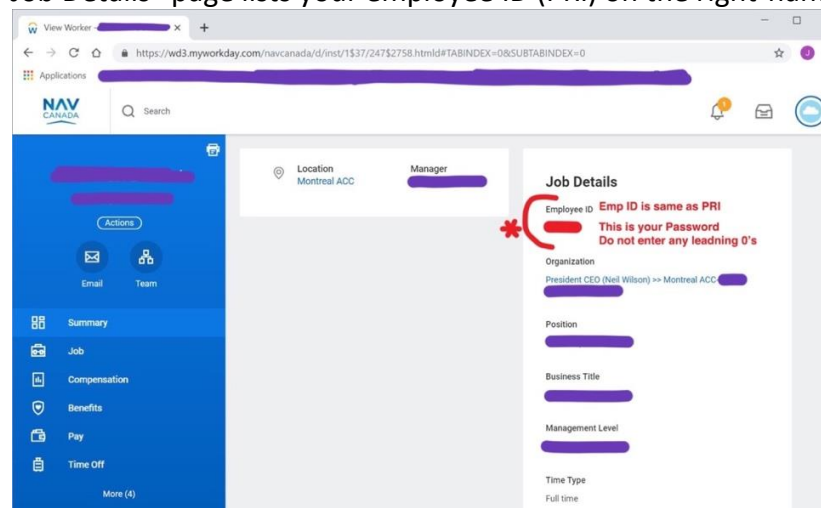 Job Details" page lists your employee ID (PRI) on the right-hand
View Worker -
https://wd3.myworkday.com/navcanada/d/inst/1$37/247$2758.htmld#TABINDEX=0&SUBTABINDEX=0
J
Applications
NAV
CANADA
Search
1
Location
Montreal ACC
Manager
Actions
Email
Team
Summary
Job
Compensation
Benefits
Pay
Time Off
More (4)
Job Details
Employee ID
Emp ID is same as PRI
This is your Password
Do not enter any leadning 0's
Organization
President CEO (Neil Wilson) >> Montreal ACC-
Position
Business Title
Management Level
Time Type
Full time